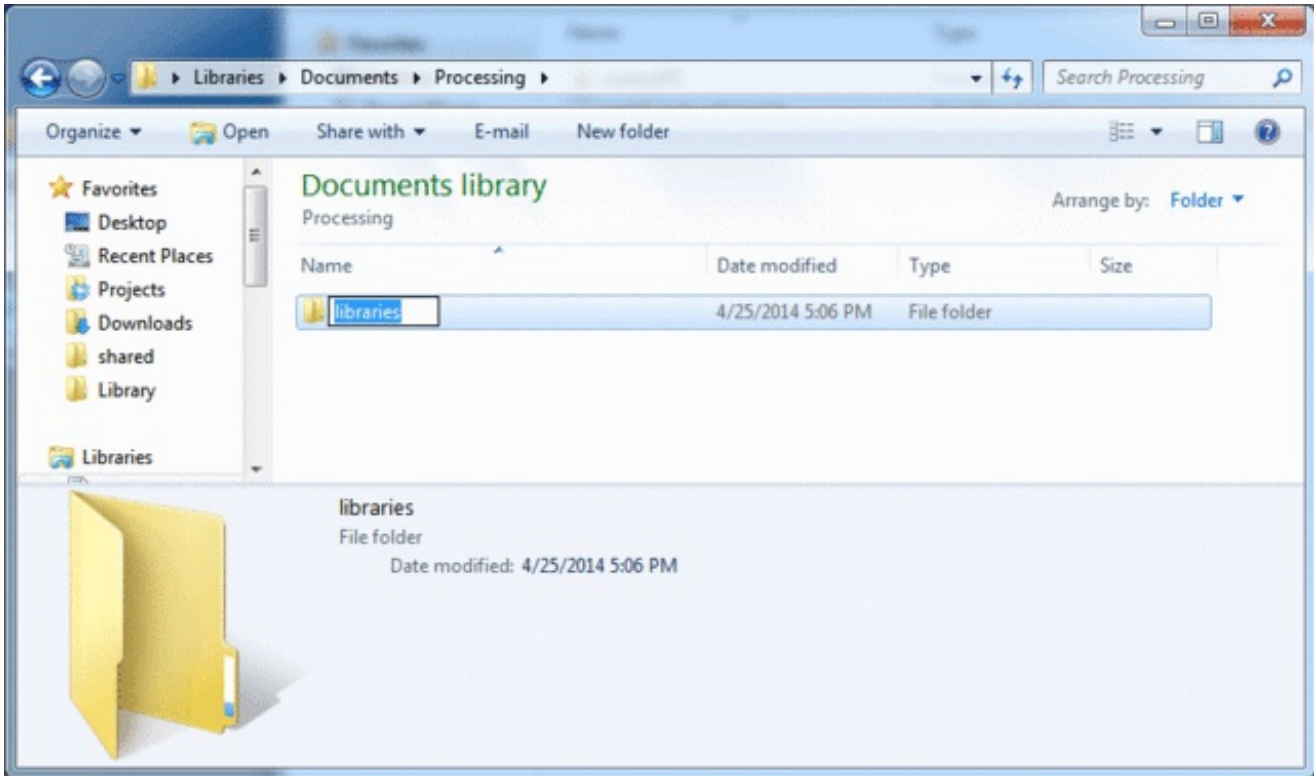 Libraries Documents Processing Search Processing
Organize Open Share with E-mail New folder
Favorites
Desktop
Recent Places
Projects
Downloads
shared
Library
Libraries
Documents library
Processing
Arrange by: Folder
Name Date modified Type Size
libraries 4/25/2014 5:06 PM File folder
libraries
File folder
Date modified: 4/25/2014 5:06 PM